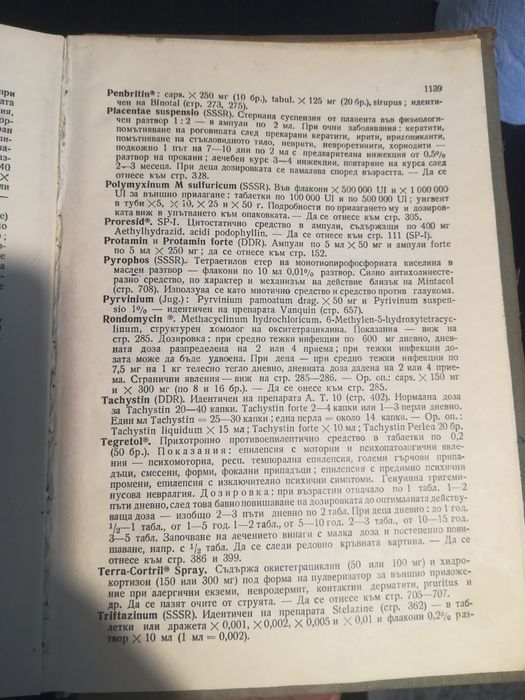 1139
Penbritin®: caps. × 250 мг (10 бр.), tabul. × 125 мг (20 бр.), sirupus; иденти-
чен на Binotal (стр. 273, 275).
Placentae suspensio (SSSR). Стерилна суспензия от плацента във физиологи-
чен разтвор 1 : 2 — в ампули по 2 мл. При очни заболявания: кератити,
помътняване на роговицата след прекарани кератити, ирити, иридоциклити,
помътняване на стъкловидното тяло, неврити, невроретинити, хориодити —
подкожно 1 път на 7—10 дни по 2 мл с предварителна инжекция от 0,5%
разтвор на прокаин; лечебен курс 3—4 инжекции, повтаряне на курса след
2—3 месеца. При деца дозировката се намалява според възрастта. — Да се
отнесе към стр. 328.
Polymyxinum M sulfuricum (SSSR). Във флакони × 500 000 UI и × 1 000 000
UI за външно прилагане: таблетки по 100 000 UI и по 500 000 UI; унгвент
в туби ×5, × 10, × 25 и × 50 г. Подробности по прилагането му и дозиров-
ката виж в упътването към опаковката. — Да се отнесе към стр. 305.
Proresid®. SP-I. Цитостатично средство в ампули, съдържащи по 400 мг
Aethylhydrazid. acidi podophyllin. — Да се отнесе към стр. 111 (SP-I).
Protamin и Protamin forte (DDR). Ампули по 5 мл × 50 мг и ампули forte
по 5 мл × 250 мг; да се отнесе към стр. 152.
Pyrophos (SSSR). Тетраетилов етер на монотиопирофосфорната киселина в
маслен разтвор — флакони по 10 мл 0,01% разтвор. Силно антихолинесте-
разно средство, по характер и механизъм на действие близък на Mintacol
(стр. 708). Използува се като миотично средство и средство против глаукома.
Pyrvinium (Jug.): Pyrvinium pamoatum drag. × 50 мг и Pyrivinum suspen-
sio 1% — идентичен на препарата Vanquin (стр. 657).
Rondomycin ®. Methacyclinum hydrochloricum. 6-Methylen-5-hydroxytetracyc-
linum, структурен хомолог на окситетрациклина. Показания — виж на
стр. 285. Дозировка: при средно тежки инфекции по 600 мг дневно, днев-
ната доза разпределена на 2 или 4 приема; при тежки инфекции до-
зата може да бъде удвоена. При деца — при средно тежки инфекции по
7,5 мг на 1 кг телесно тегло дневно, дневната доза дадена на 2 или 4 прие-
ма. Странични явления — виж на стр. 285—286. — Ор. оп.: caps. × 150 мг
и × 300 мг (по 8 и 16 бр.). — Да се отнесе към стр. 285.
Tachystin (DDR). Идентичен на препарата A. T. 10 (стр. 402). Нормална доза
за Tachystin 20—40 капки. Tachystin forte 2—4 капки или 1—3 перли дневно.
Един мл Tachystin = 25—30 капки; една перла = около 14 капки. — Ор. оп.:
Tachystin liquidum × 15 мл; Tachystin forte × 10 мл; Tachystin Perlea 20 бр.
Tegretol®. Психотропно противоепилептично средство в таблетки по 0,2
(50 бр.). Показания: епилепсия с моторни и психопатологични явле-
ния — психомоторна, респ. темпорална епилепсия, големи гърчови припа-
дъци, смесени, форми, фокални припадъци; епилепсия с предимно психични
промени, епилепсия с изключително психични симптоми. Генуинна тригеми-
нусова невралгия. Дозировка: при възрастни отначало по 1 табл. 1—2
пъти дневно, след това бавно повишаване на дозировката до оптималната действу-
ваща доза — изобщо 2—3 пъти дневно по 2 табл. При деца дневно: до 1 год.
1/2—1 табл., от 1—5 год. 1—2 табл., от 5—10 год. 2—3 табл., от 10—15 год.
3—5 табл. Започване на лечението винаги с малка доза и постепенно пови-
шаване, напр. с 1/2 табл. Да се следи редовно кръвната картина. — Да се
отнесе към стр. 386 и 399.
Terra-Cortril® Spray. Съдържа окситетрациклин (50 или 100 мг) и хидро-
кортизон (150 или 300 мг) под форма на пулверизатор за външно приложе-
ние при алергични екземи, невродермит, контактни дерматити, pruritus и
др. Да се пазят очите от струята. — Да се отнесе към стр. 705—707.
Triftazinum (SSSR). Идентичен на препарата Stelazine (стр. 362) — в таб-
летки или дражета × 0,001, ×0,002, × 0,005 и × 0,01 и флакони 0,2% раз-
твор × 10 мл (1 мл = 0,002).